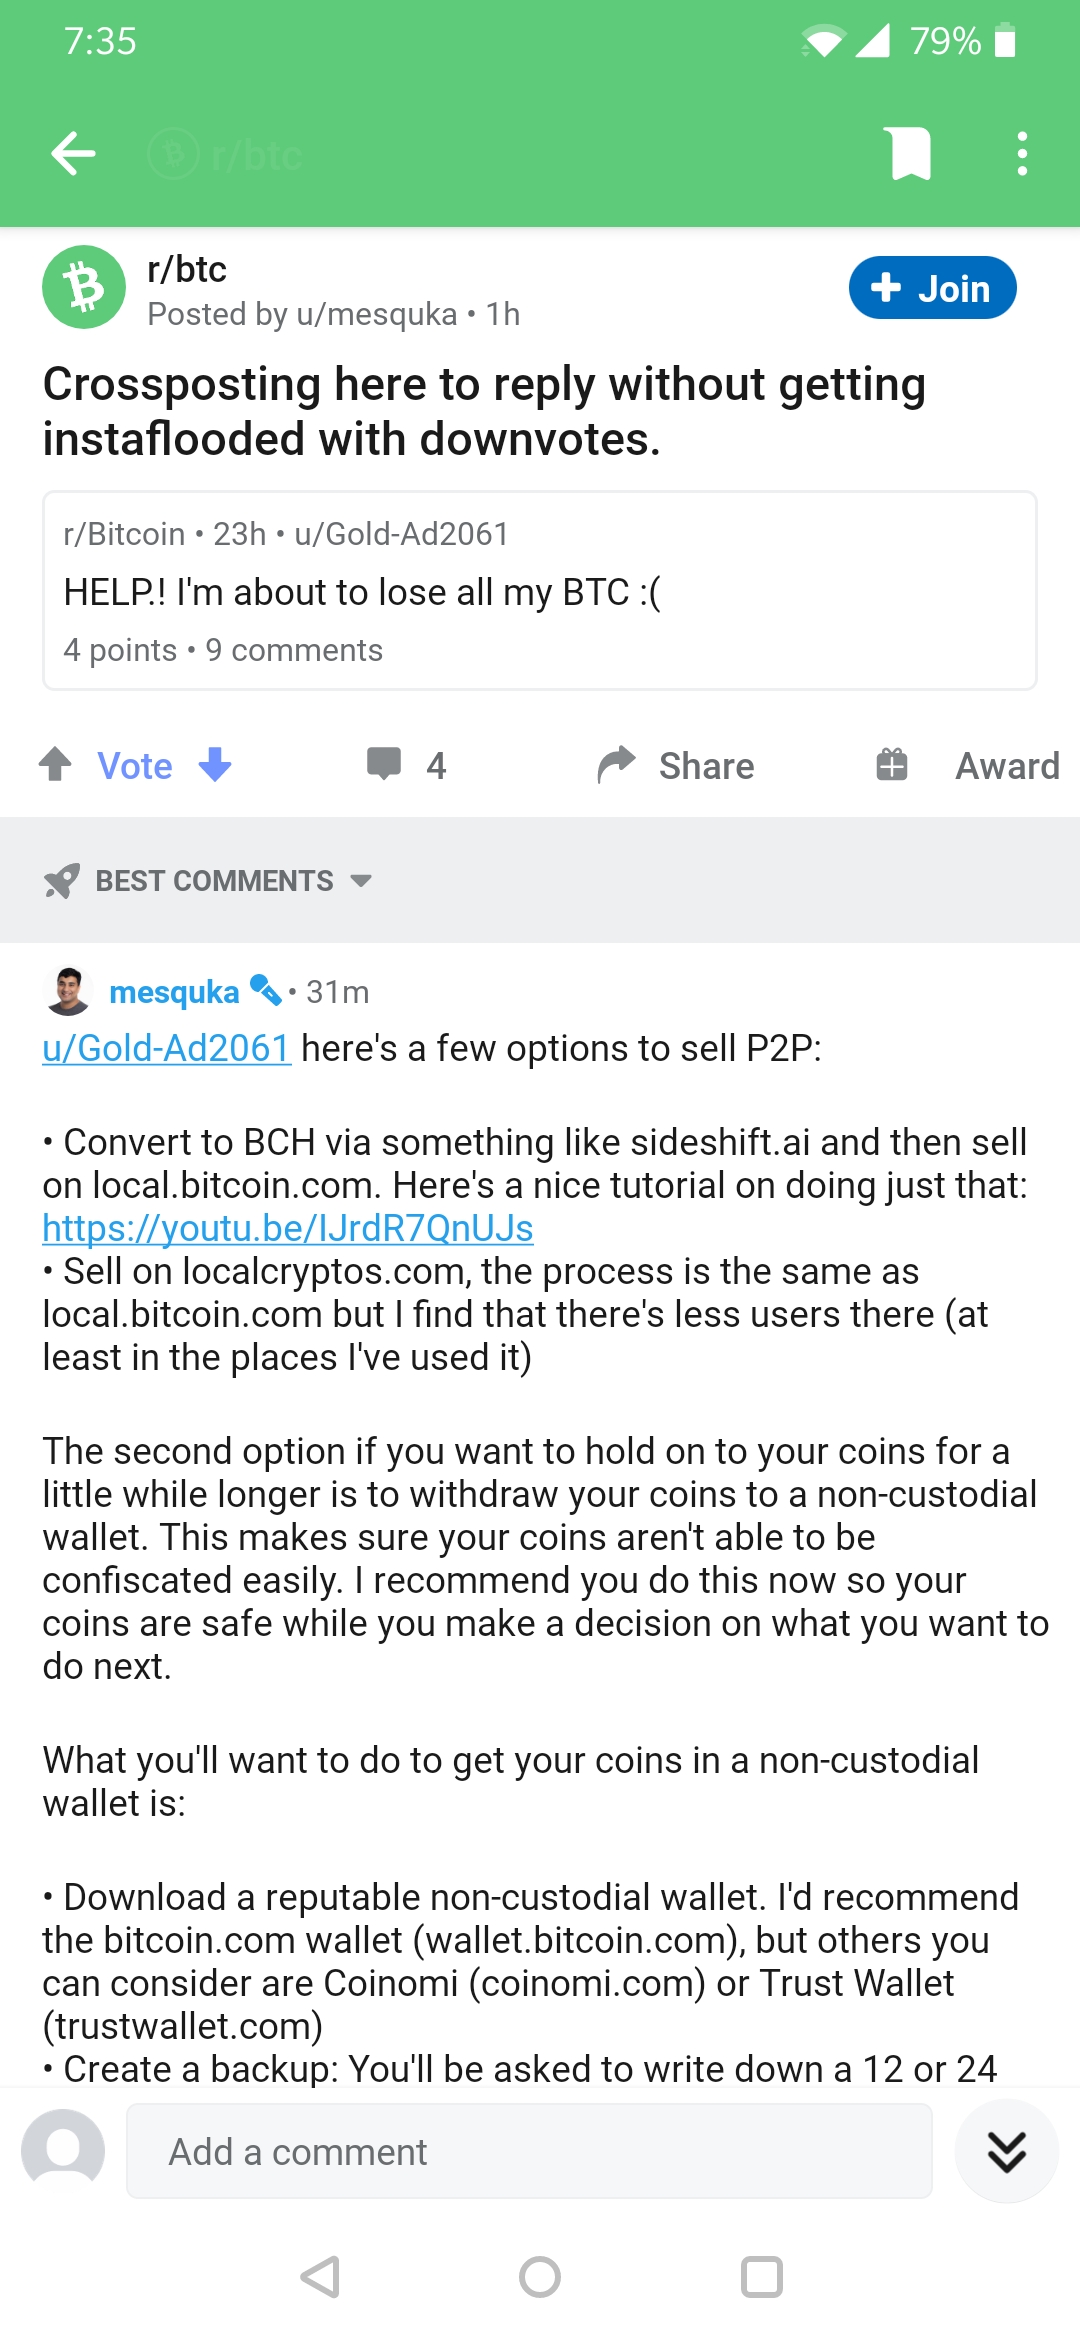 7:35
79%
r/btc
r/btc
Posted by u/mesquka • 1h
+ Join
Crossposting here to reply without getting
instaflooded with downvotes.
r/Bitcoin • 23h • u/Gold-Ad2061
HELP.! I'm about to lose all my BTC :(
4 points • 9 comments
Vote
4
Share
Award
BEST COMMENTS
mesquka • 31m
u/Gold-Ad2061 here's a few options to sell P2P:
• Convert to BCH via something like sideshift.ai and then sell
on local.bitcoin.com. Here's a nice tutorial on doing just that:
https://youtu.be/IJrdR7QnUJs
• Sell on localcryptos.com, the process is the same as
local.bitcoin.com but I find that there's less users there (at
least in the places I've used it)
The second option if you want to hold on to your coins for a
little while longer is to withdraw your coins to a non-custodial
wallet. This makes sure your coins aren't able to be
confiscated easily. I recommend you do this now so your
coins are safe while you make a decision on what you want to
do next.
What you'll want to do to get your coins in a non-custodial
wallet is:
• Download a reputable non-custodial wallet. I'd recommend
the bitcoin.com wallet (wallet.bitcoin.com), but others you
can consider are Coinomi (coinomi.com) or Trust Wallet
(trustwallet.com)
• Create a backup: You'll be asked to write down a 12 or 24
Add a comment